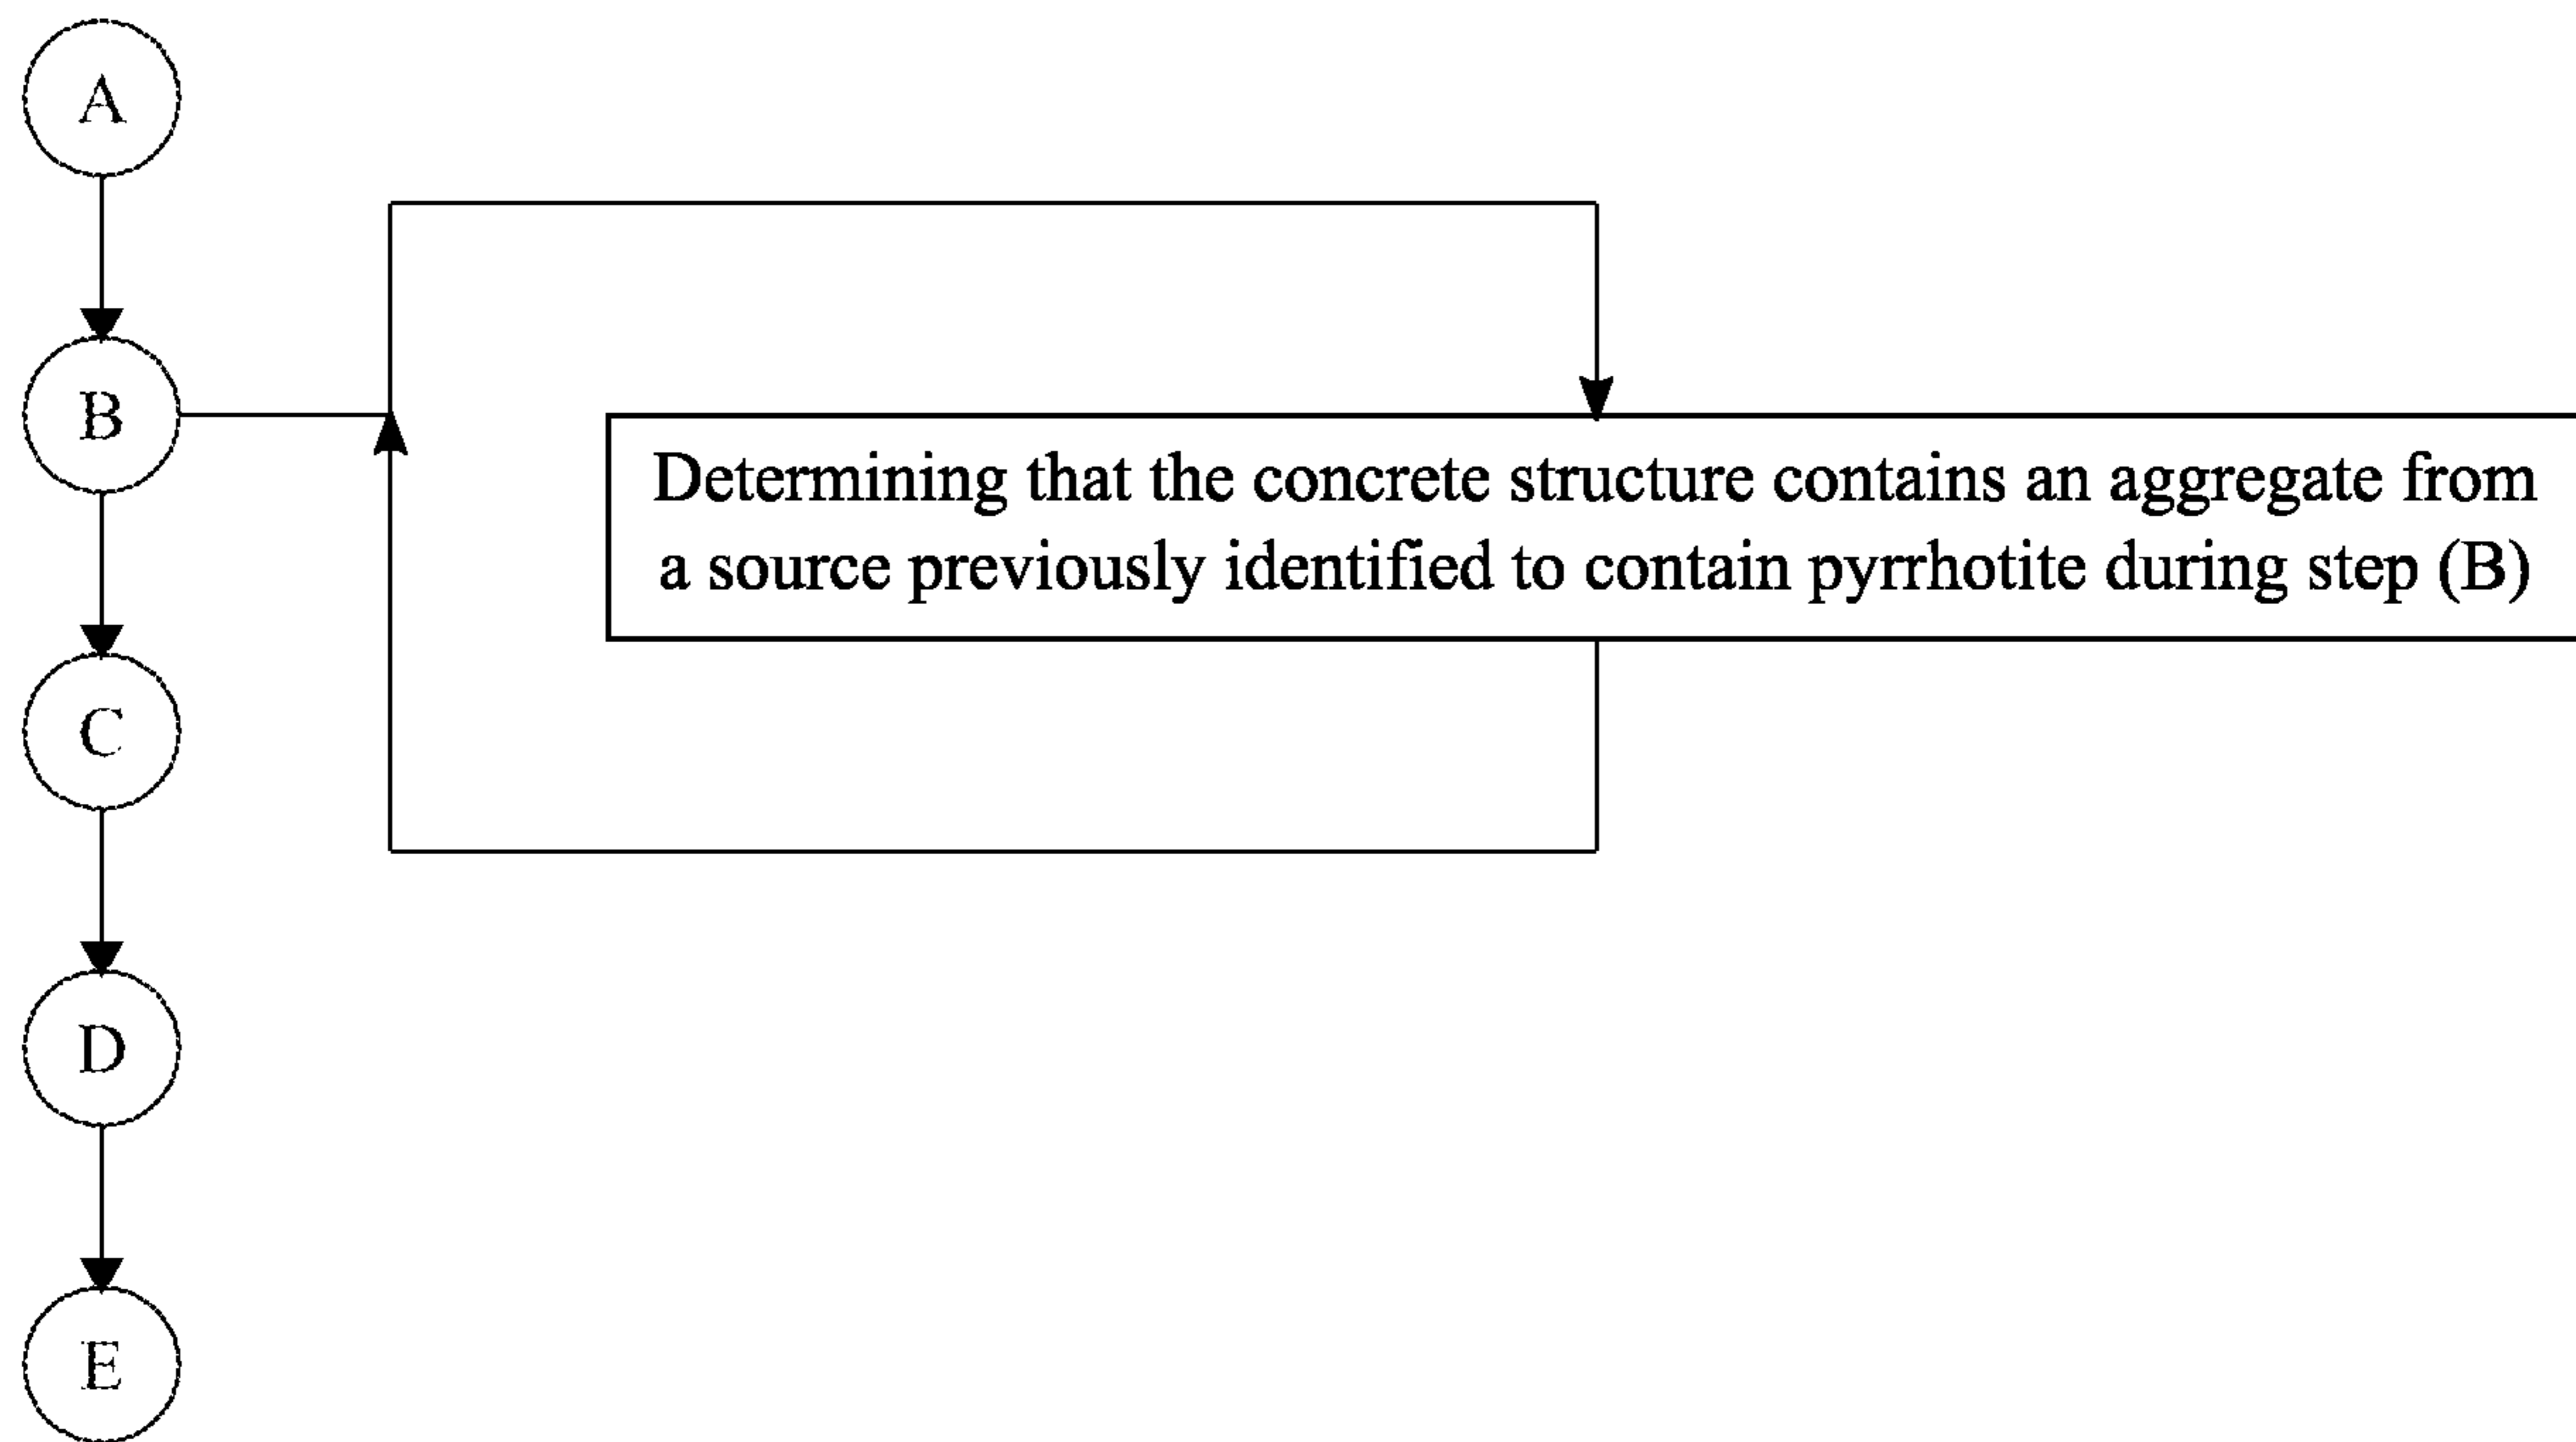 A
B
Determining that the concrete structure contains an aggregate from
a source previously identified to contain pyrrhotite during step (B)
C
D
E